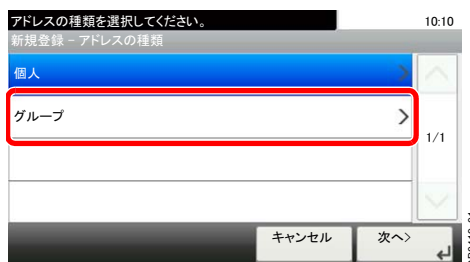 アドレスの種類を選択してください。 10:10
新規登録 - アドレスの種類
個人
グループ
1/1
キャンセル 次へ>